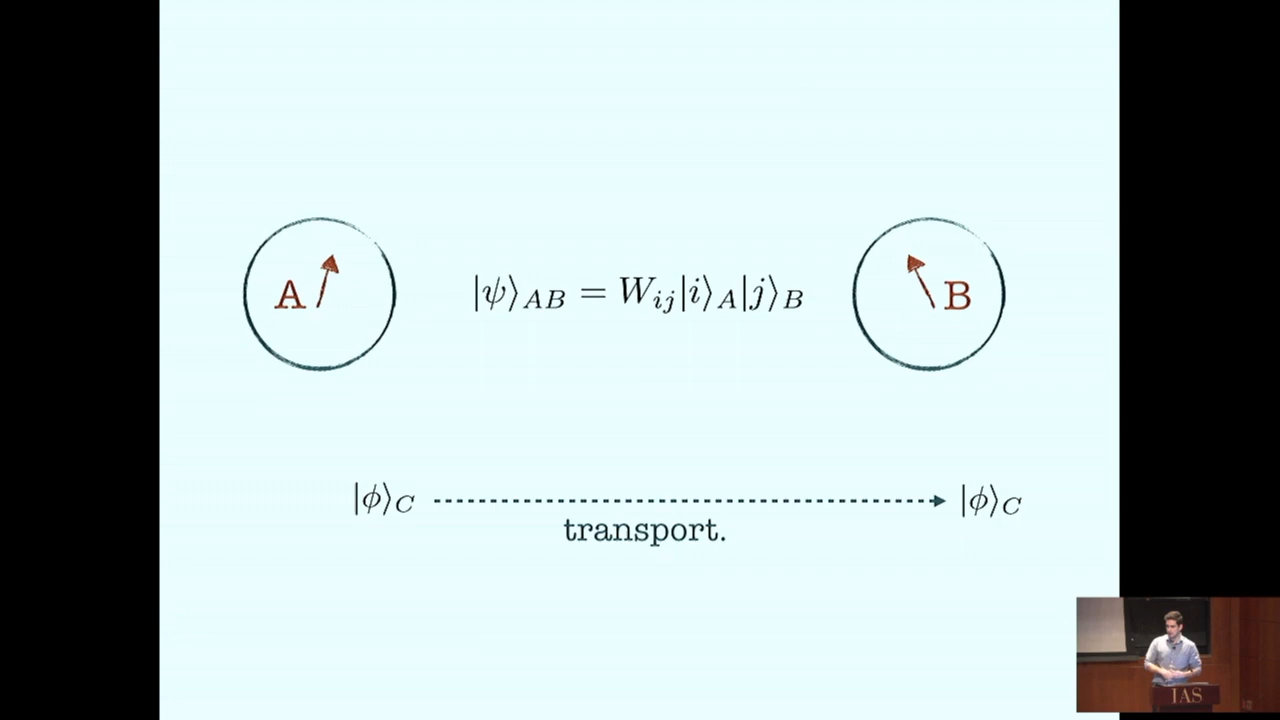 A
|ψ⟩_{AB} = W_{ij}|i⟩_A|j⟩_B
B
|ϕ⟩_C
|ϕ⟩_C
transport.
IAS